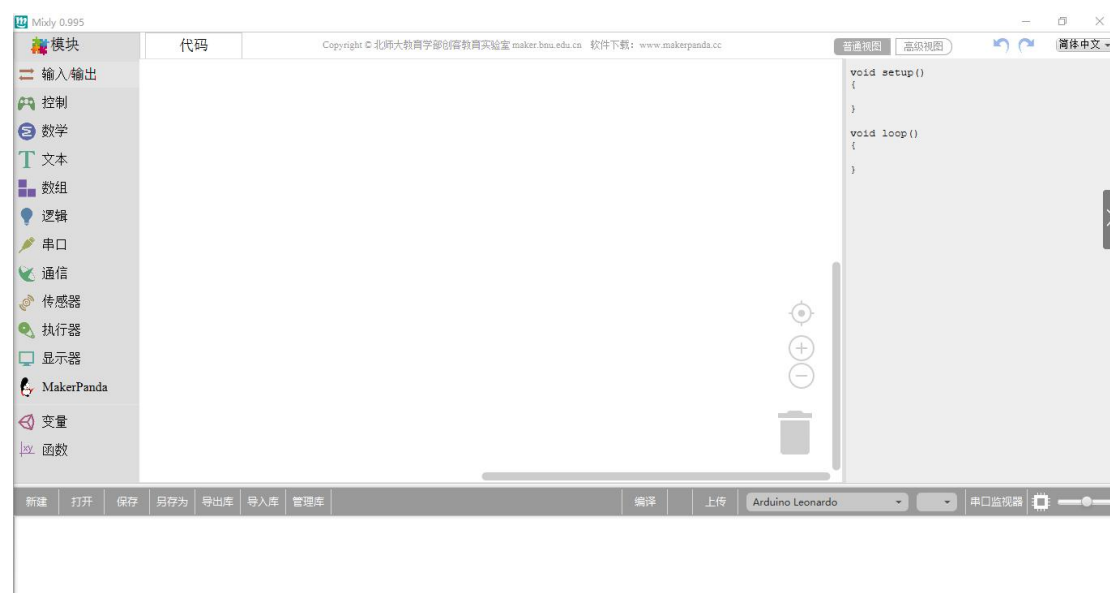 Mixly 0.995
模块 代码 Copyright © 北师大教育学部创客教育实验室 maker.bnu.edu.cn 软件下载：www.makerpanda.cc 普通视图 高级视图 简体中文
输入/输出
控制
数学
文本
数组
逻辑
串口
通信
传感器
执行器
显示器
MakerPanda
变量
xy 函数
void setup()
{
}
void loop()
{
}
新建 打开 保存 另存为 导出库 导入库 管理库 编译 上传 Arduino Leonardo 串口监视器